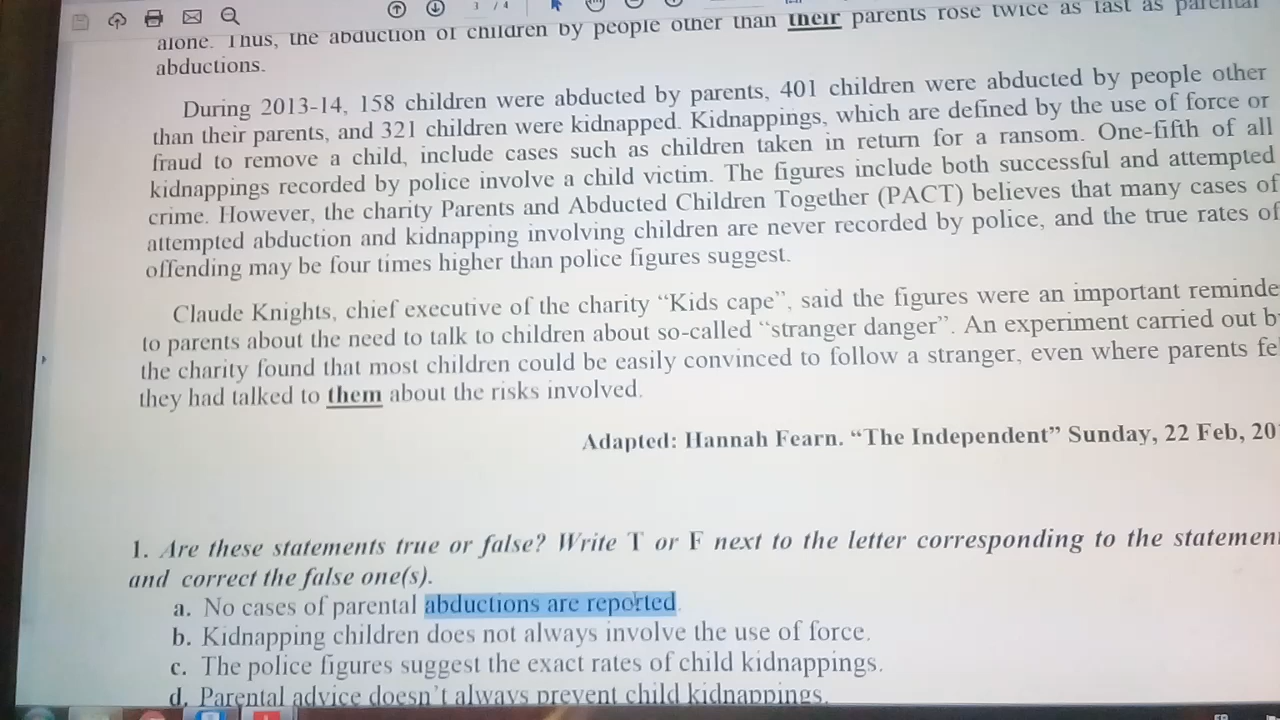 3 / 4
alone. Thus, the abduction of children by people other than their parents rose twice as fast as parental
abductions.
During 2013-14, 158 children were abducted by parents, 401 children were abducted by people other
than their parents, and 321 children were kidnapped. Kidnappings, which are defined by the use of force or
fraud to remove a child, include cases such as children taken in return for a ransom. One-fifth of all
kidnappings recorded by police involve a child victim. The figures include both successful and attempted
crime. However, the charity Parents and Abducted Children Together (PACT) believes that many cases of
attempted abduction and kidnapping involving children are never recorded by police, and the true rates of
offending may be four times higher than police figures suggest.
Claude Knights, chief executive of the charity “Kids cape”, said the figures were an important reminde
to parents about the need to talk to children about so-called “stranger danger”. An experiment carried out b
the charity found that most children could be easily convinced to follow a stranger, even where parents fe
they had talked to them about the risks involved.
Adapted: Hannah Fearn. “The Independent” Sunday, 22 Feb, 20
1. Are these statements true or false? Write T or F next to the letter corresponding to the statemen
and correct the false one(s).
a. No cases of parental abductions are reported.
b. Kidnapping children does not always involve the use of force.
c. The police figures suggest the exact rates of child kidnappings.
d. Parental advice doesn’t always prevent child kidnappings.
FR